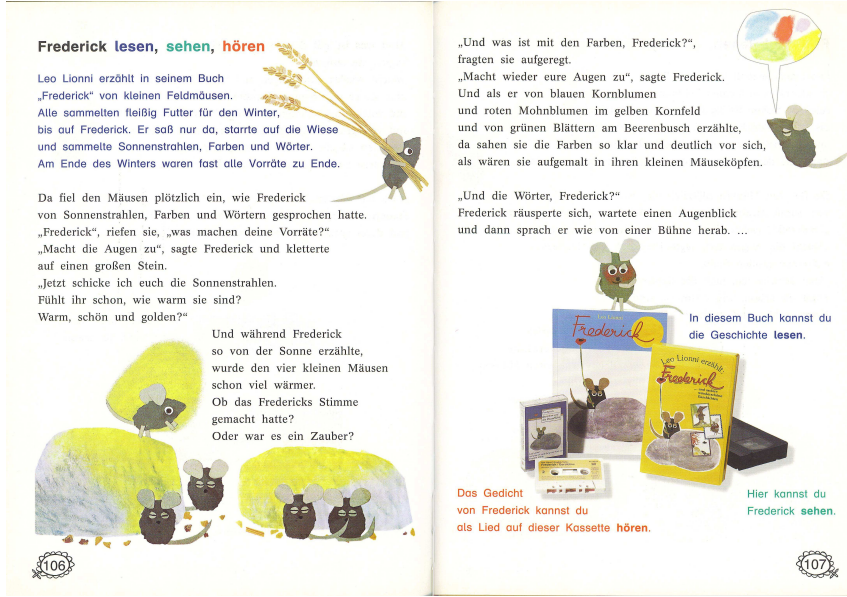 Frederick lesen, sehen, hören
Leo Lionni erzählt in seinem Buch
„Frederick“ von kleinen Feldmäusen.
Alle sammelten fleißig Futter für den Winter,
bis auf Frederick. Er saß nur da, starrte auf die Wiese
und sammelte Sonnenstrahlen, Farben und Wörter.
Am Ende des Winters waren fast alle Vorräte zu Ende.
Da fiel den Mäusen plötzlich ein, wie Frederick
von Sonnenstrahlen, Farben und Wörtern gesprochen hatte.
„Frederick“, riefen sie, „was machen deine Vorräte?“
„Macht die Augen zu“, sagte Frederick und kletterte
auf einen großen Stein.
„Jetzt schicke ich euch die Sonnenstrahlen.
Fühlt ihr schon, wie warm sie sind?
Warm, schön und golden?“
Und während Frederick
so von der Sonne erzählte,
wurde den vier kleinen Mäusen
schon viel wärmer.
Ob das Fredericks Stimme
gemacht hatte?
Oder war es ein Zauber?
106
„Und was ist mit den Farben, Frederick?“,
fragten sie aufgeregt.
„Macht wieder eure Augen zu“, sagte Frederick.
Und als er von blauen Kornblumen
und roten Mohnblumen im gelben Kornfeld
und von grünen Blättern am Beerenbusch erzählte,
da sahen sie die Farben so klar und deutlich vor sich,
als wären sie aufgemalt in ihren kleinen Mäuseköpfen.
„Und die Wörter, Frederick?“
Frederick räusperte sich, wartete einen Augenblick
und dann sprach er wie von einer Bühne herab. ...
Leo Lionni
Frederick
In diesem Buch kannst du
die Geschichte lesen.
Leo Lionni erzählt:
Frederick
Das Gedicht
von Frederick kannst du
als Lied auf dieser Kassette hören.
Hier kannst du
Frederick sehen.
107